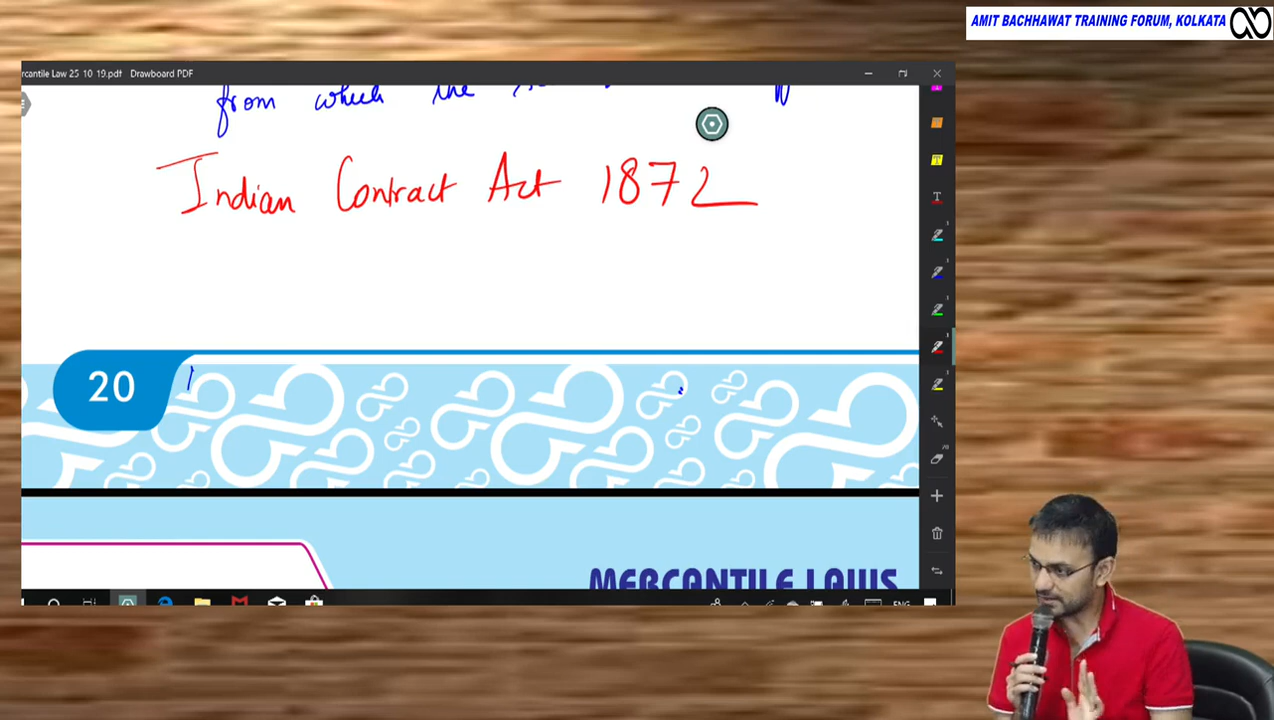 AMIT BACHHAWAT TRAINING FORUM, KOLKATA
rcantile Law 25 10 19.pdf Drawboard PDF
from which the
Indian Contract Act 1872
20
MERCANTILE LAWS
ENG